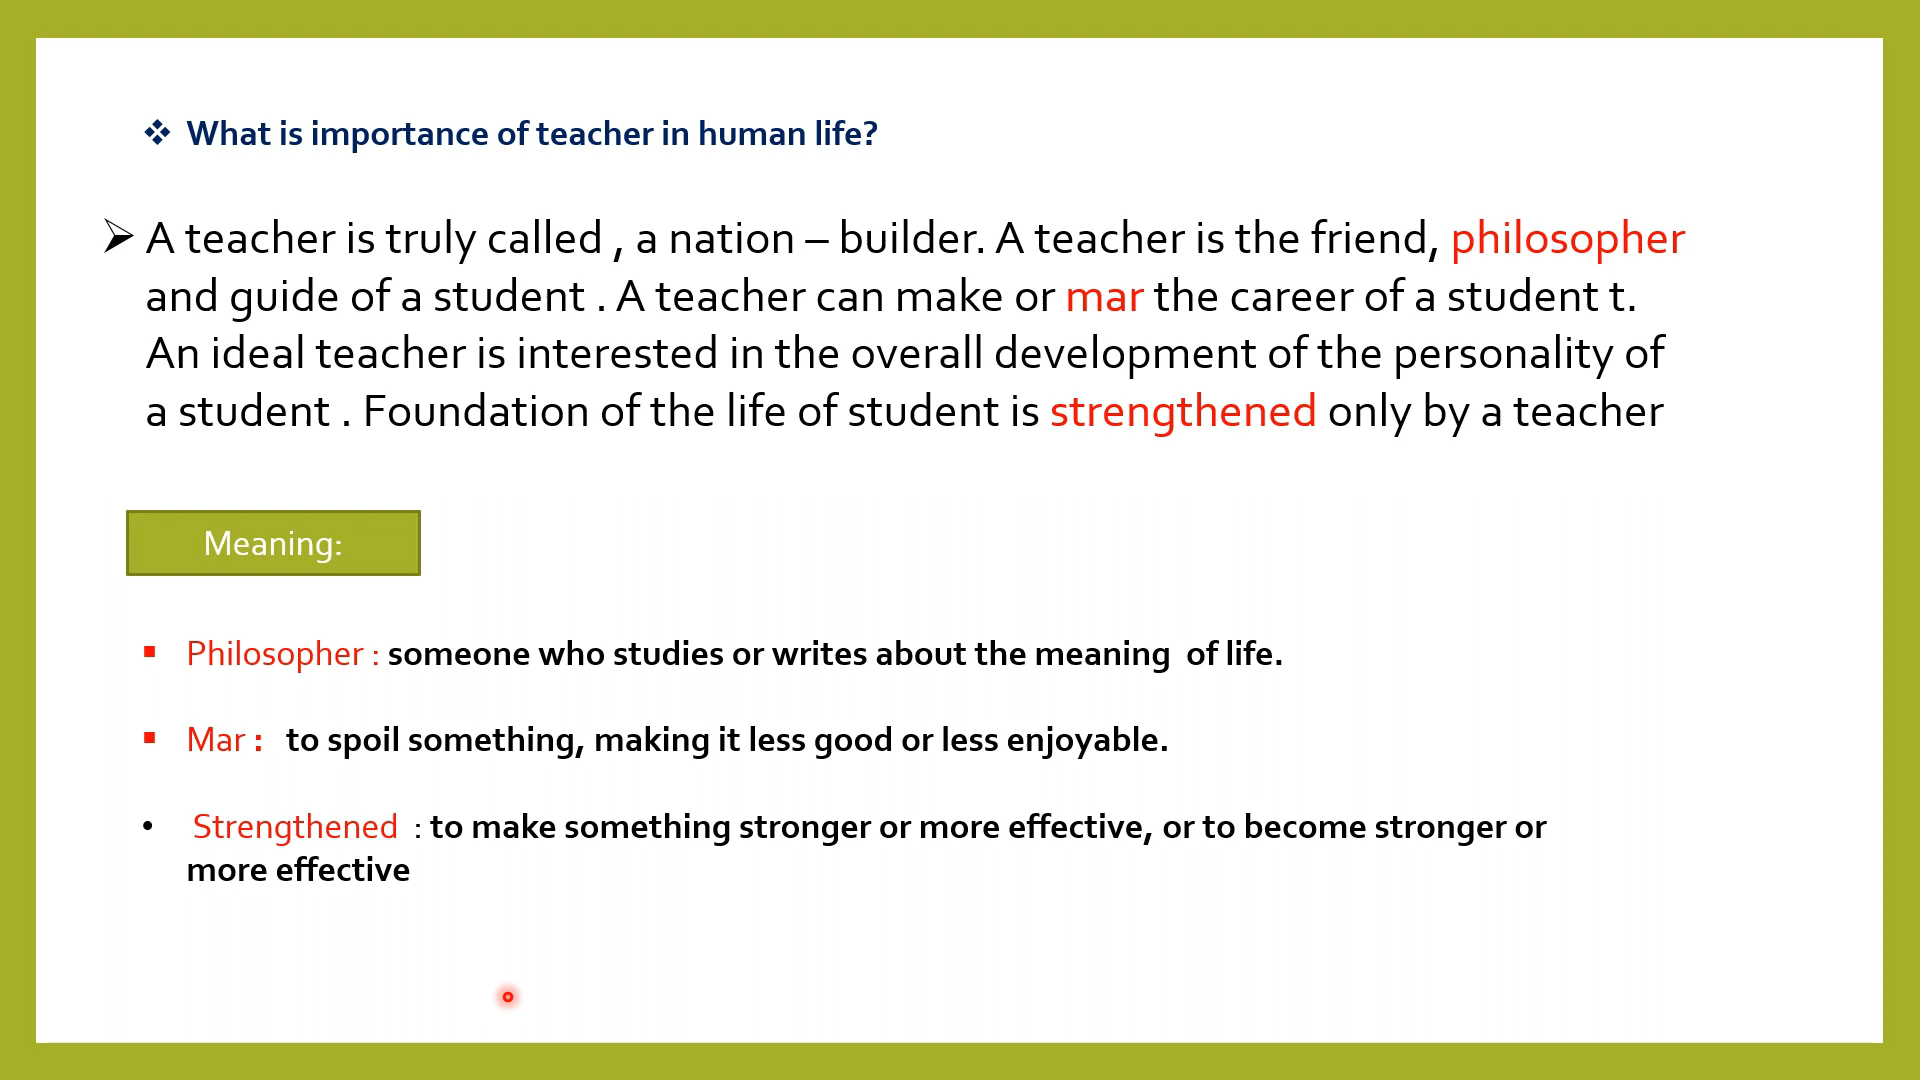 ❖ What is importance of teacher in human life?
➢ A teacher is truly called , a nation – builder. A teacher is the friend, philosopher
and guide of a student . A teacher can make or mar the career of a student t.
An ideal teacher is interested in the overall development of the personality of
a student . Foundation of the life of student is strengthened only by a teacher
Meaning:
▪ Philosopher : someone who studies or writes about the meaning  of life.
▪ Mar :  to spoil something, making it less good or less enjoyable.
• Strengthened  : to make something stronger or more effective, or to become stronger or
more effective